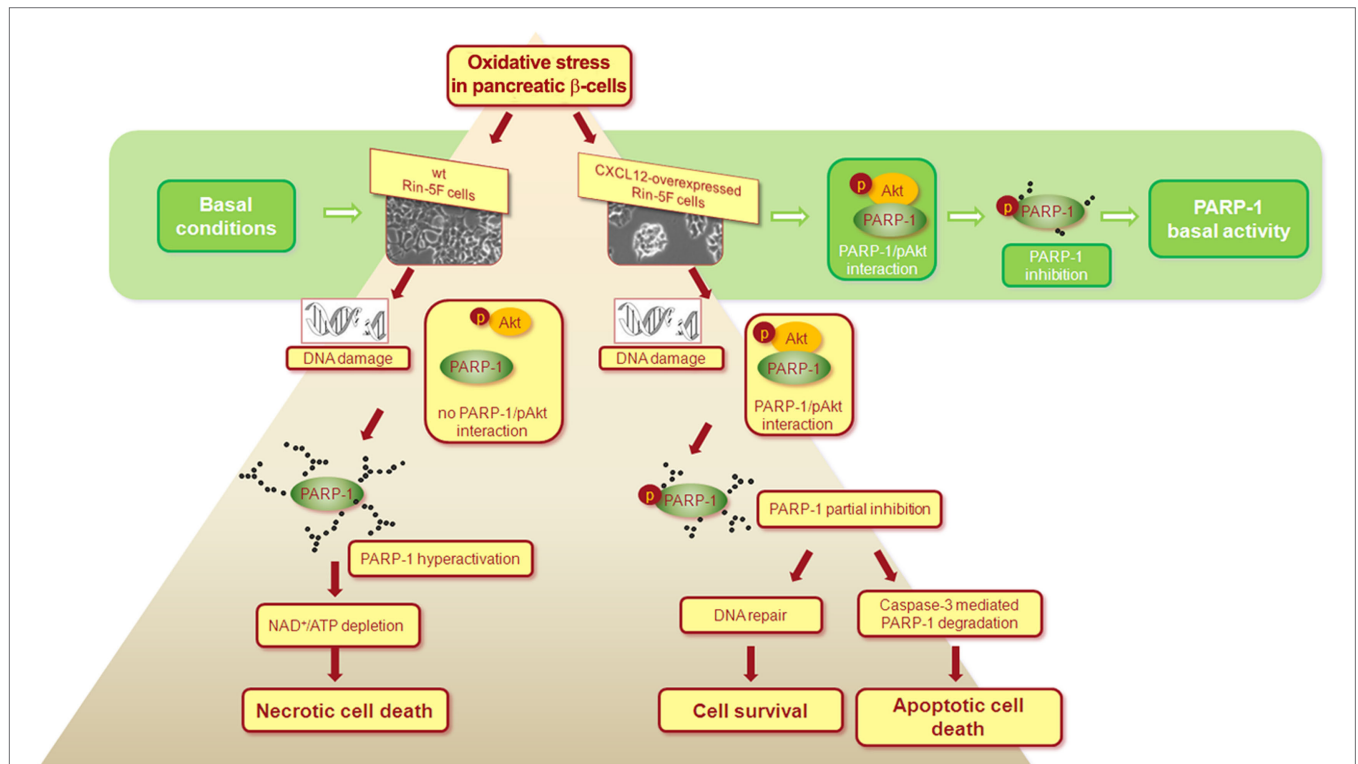 Oxidative stress
in pancreatic β-cells
Basal
conditions
wt
Rin-5F cells
CXCL12-overexpressed
Rin-5F cells
p
Akt
PARP-1
PARP-1/pAkt
interaction
p
PARP-1
PARP-1
inhibition
PARP-1
basal activity
DNA damage
p
Akt
PARP-1
no PARP-1/pAkt
interaction
DNA damage
p
Akt
PARP-1
PARP-1/pAkt
interaction
PARP-1
PARP-1 hyperactivation
NAD⁺/ATP depletion
Necrotic cell death
p
PARP-1
PARP-1 partial inhibition
DNA repair
Cell survival
Caspase-3 mediated
PARP-1 degradation
Apoptotic cell
death